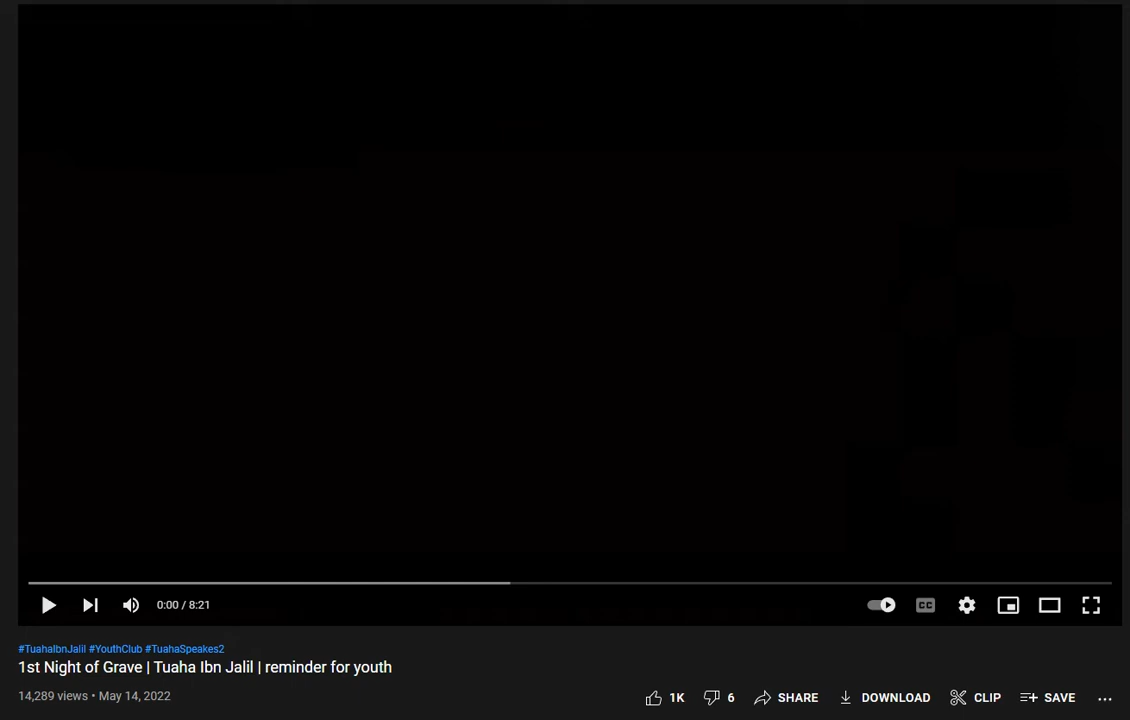 0:00 / 8:21
CC
#TuahaIbnJalil #YouthClub #TuahaSpeakes2
1st Night of Grave | Tuaha Ibn Jalil | reminder for youth
14,289 views • May 14, 2022
1K 6 SHARE DOWNLOAD CLIP SAVE ...